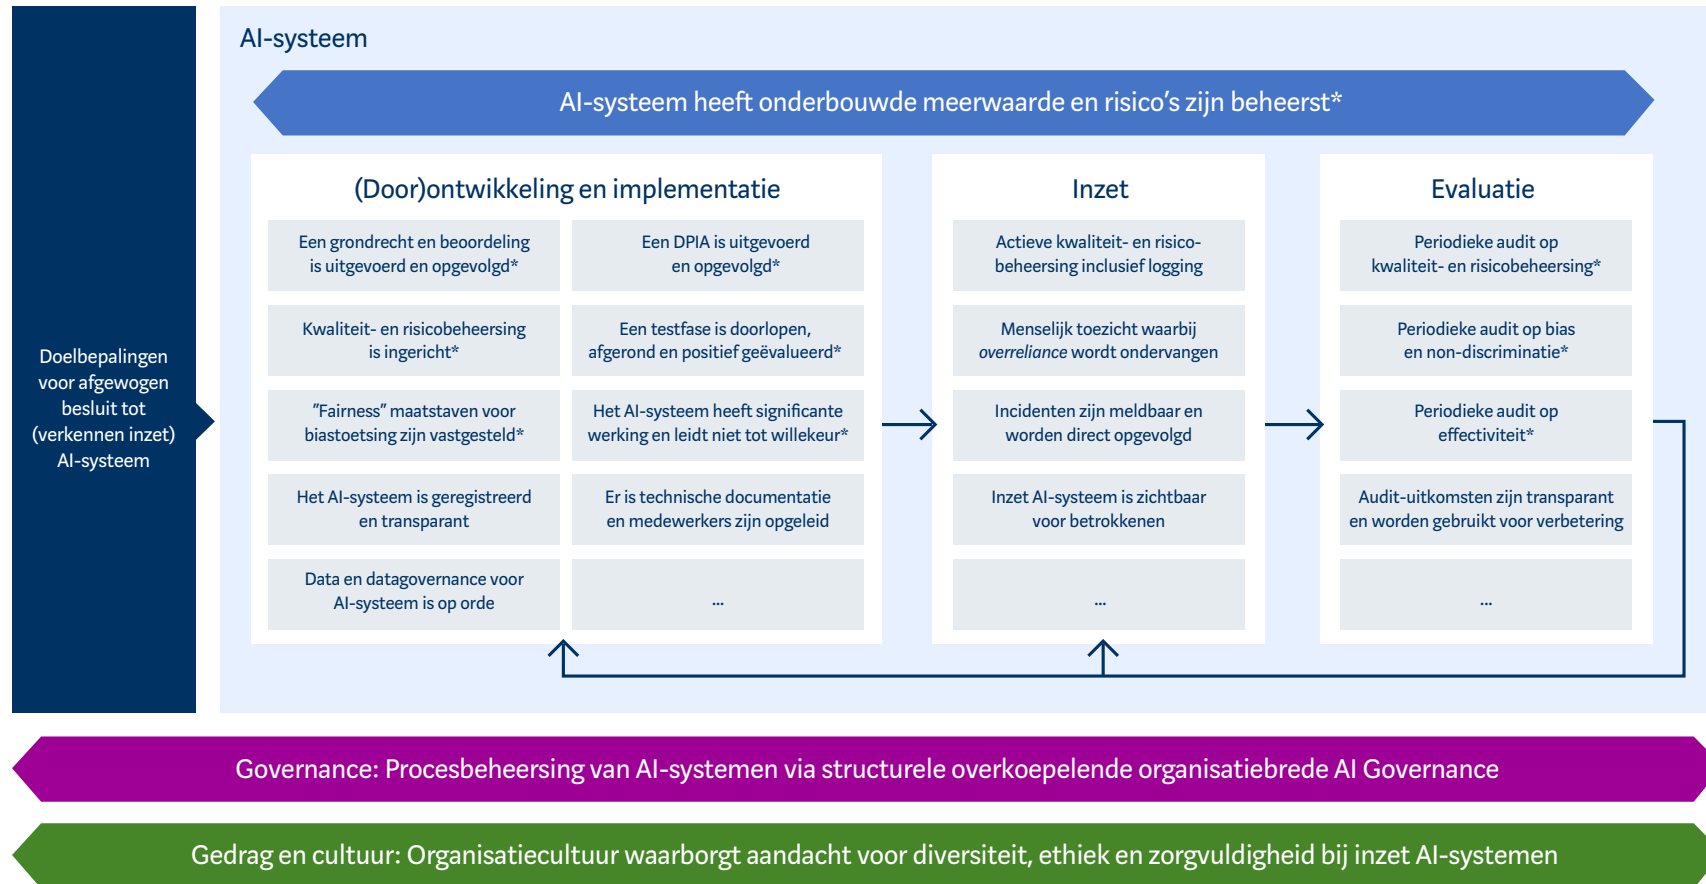 Doelbepalingen
voor afgewogen
besluit tot
(verkennen inzet)
AI-systeem
AI-systeem
AI-systeem heeft onderbouwde meerwaarde en risico’s zijn beheerst*
(Door)ontwikkeling en implementatie
Een grondrecht en beoordeling
is uitgevoerd en opgevolgd*
Een DPIA is uitgevoerd
en opgevolgd*
Kwaliteit- en risicobeheersing
is ingericht*
Een testfase is doorlopen,
afgerond en positief geëvalueerd*
”Fairness” maatstaven voor
biastoetsing zijn vastgesteld*
Het AI-systeem heeft significante
werking en leidt niet tot willekeur*
Het AI-systeem is geregistreerd
en transparant
Er is technische documentatie
en medewerkers zijn opgeleid
Data en datagovernance voor
AI-systeem is op orde
...
Inzet
Actieve kwaliteit- en risico-
beheersing inclusief logging
Menselijk toezicht waarbij
overreliance wordt ondervangen
Incidenten zijn meldbaar en
worden direct opgevolgd
Inzet AI-systeem is zichtbaar
voor betrokkenen
...
Evaluatie
Periodieke audit op
kwaliteit- en risicobeheersing*
Periodieke audit op bias
en non-discriminatie*
Periodieke audit op
effectiviteit*
Audit-uitkomsten zijn transparant
en worden gebruikt voor verbetering
...
Governance: Procesbeheersing van AI-systemen via structurele overkoepelende organisatiebrede AI Governance
Gedrag en cultuur: Organisatiecultuur waarborgt aandacht voor diversiteit, ethiek en zorgvuldigheid bij inzet AI-systemen